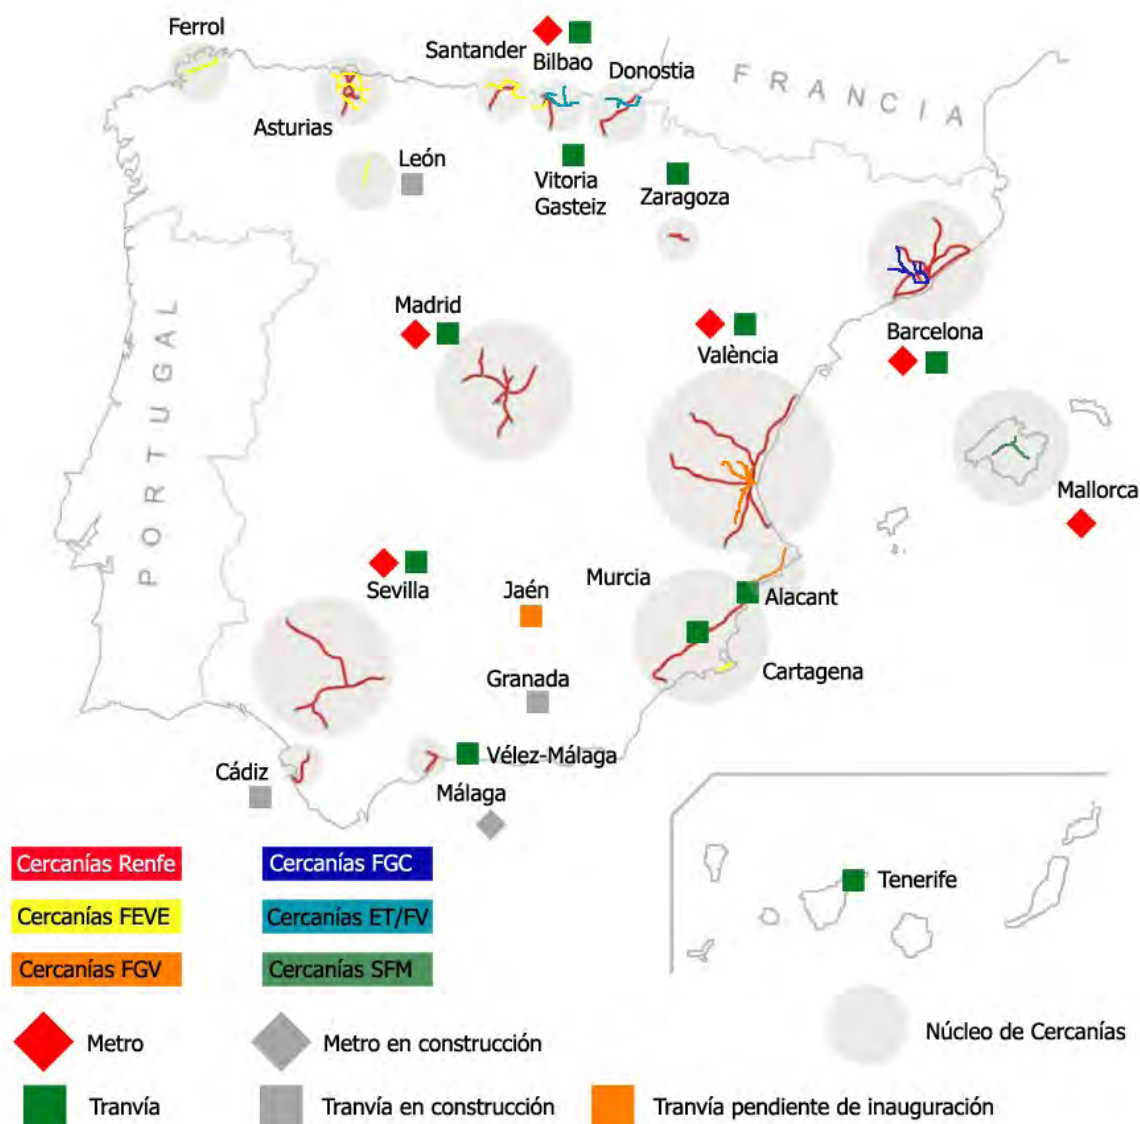 Ferrol
Santander
Bilbao
Donostia
FRANCIA
Asturias
León
Vitoria
Gasteiz
Zaragoza
PORTUGAL
Madrid
València
Barcelona
Mallorca
Sevilla
Jaén
Murcia
Alacant
Granada
Cartagena
Cádiz
Vélez-Málaga
Málaga
Tenerife
Cercanías Renfe
Cercanías FGC
Cercanías FEVE
Cercanías ET/FV
Cercanías FGV
Cercanías SFM
Metro
Metro en construcción
Núcleo de Cercanías
Tranvía
Tranvía en construcción
Tranvía pendiente de inauguración